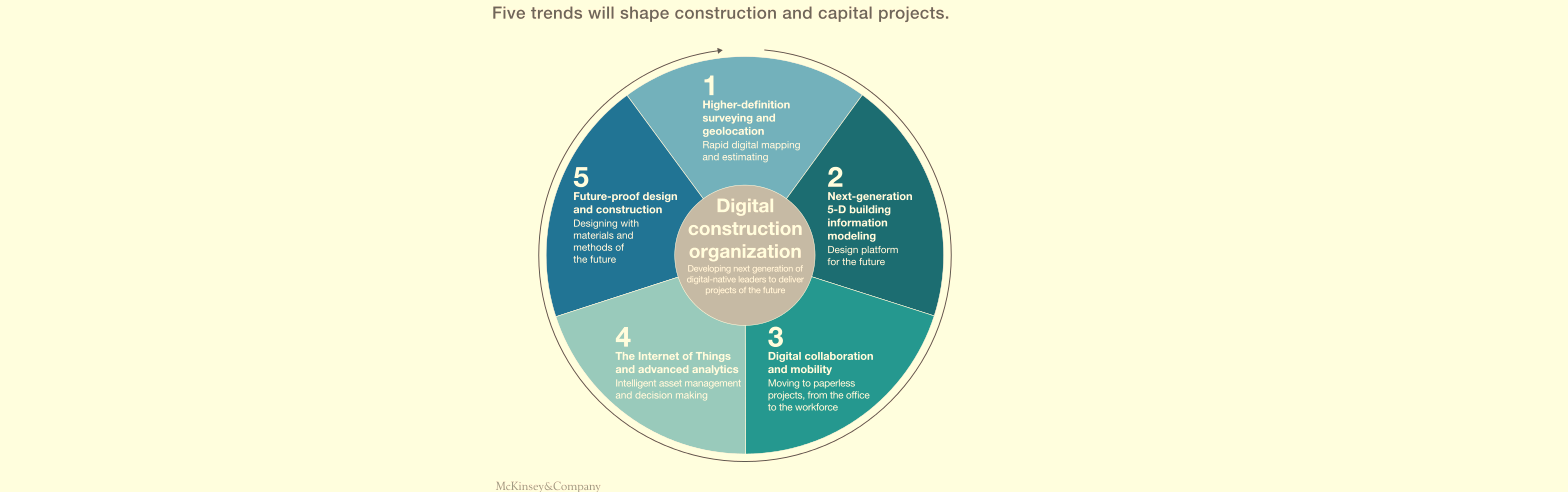 Five trends will shape construction and capital projects.
1
Higher-definition
surveying and
geolocation
Rapid digital mapping
and estimating
2
Next-generation
5-D building
information
modeling
Design platform
for the future
3
Digital collaboration
and mobility
Moving to paperless
projects, from the office
to the workforce
4
The Internet of Things
and advanced analytics
Intelligent asset management
and decision making
5
Future-proof design
and construction
Designing with
materials and
methods of
the future
Digital
construction
organization
Developing next generation of
digital-native leaders to deliver
projects of the future
McKinsey&Company